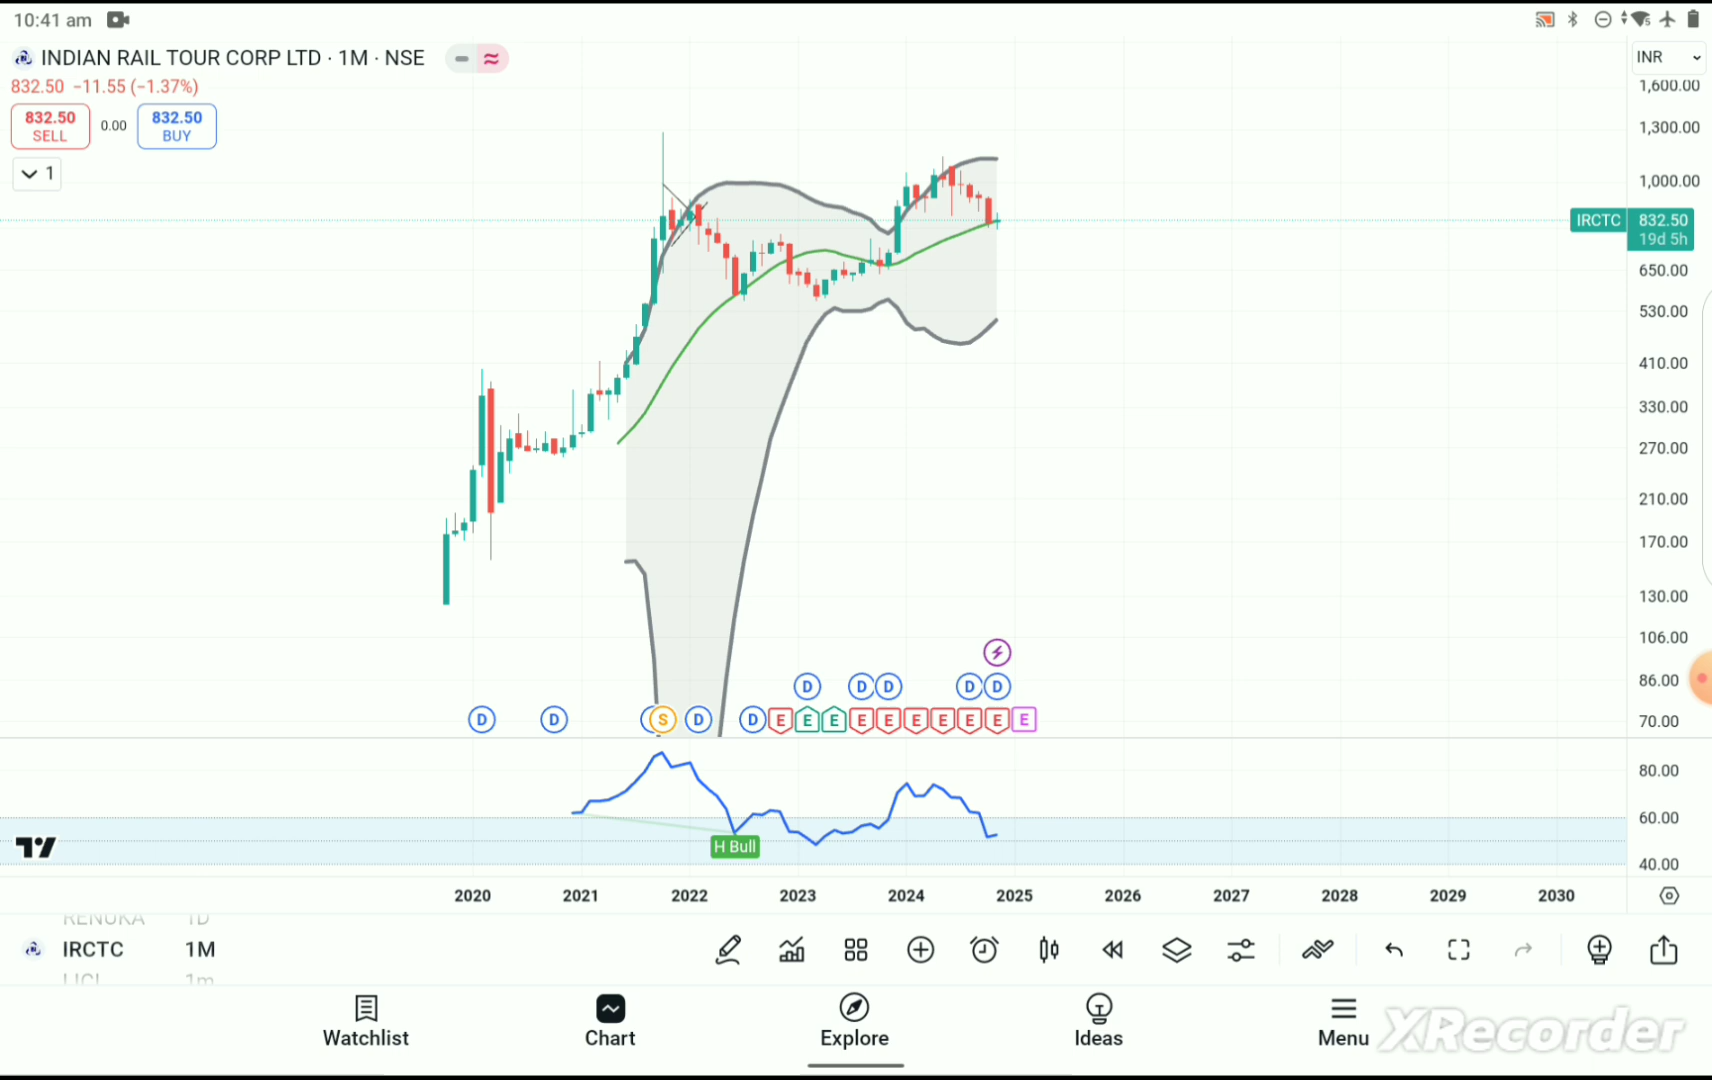 10:41 am
INDIAN RAIL TOUR CORP LTD · 1M · NSE
INR
832.50 −11.55 (−1.37%)
832.50
SELL
0.00
832.50
BUY
1
1,600.00
1,300.00
1,000.00
IRCTC 832.50
19d 5h
650.00
530.00
410.00
330.00
270.00
210.00
170.00
130.00
106.00
86.00
70.00
D D D D D
D D S D D E E E E E E E E E E
80.00
60.00
40.00
H Bull
2020 2021 2022 2023 2024 2025 2026 2027 2028 2029 2030
RENUKA 1D
IRCTC 1M
LICI 1m
Watchlist Chart Explore Ideas Menu
XRecorder